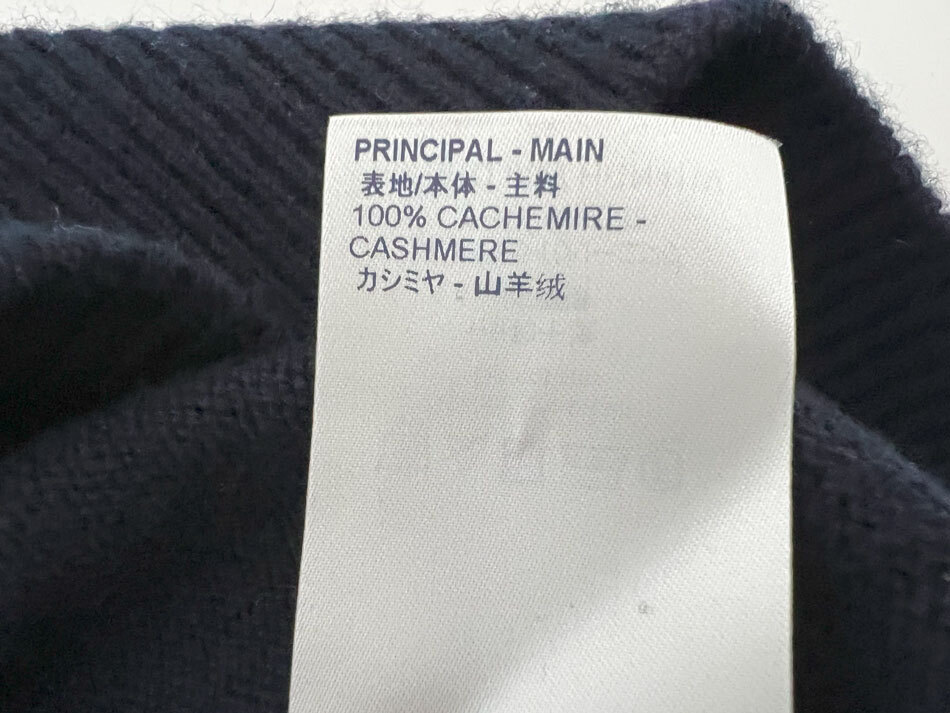 PRINCIPAL - MAIN
表地/本体 - 主料
100% CACHEMIRE -
CASHMERE
カシミヤ - 山羊绒